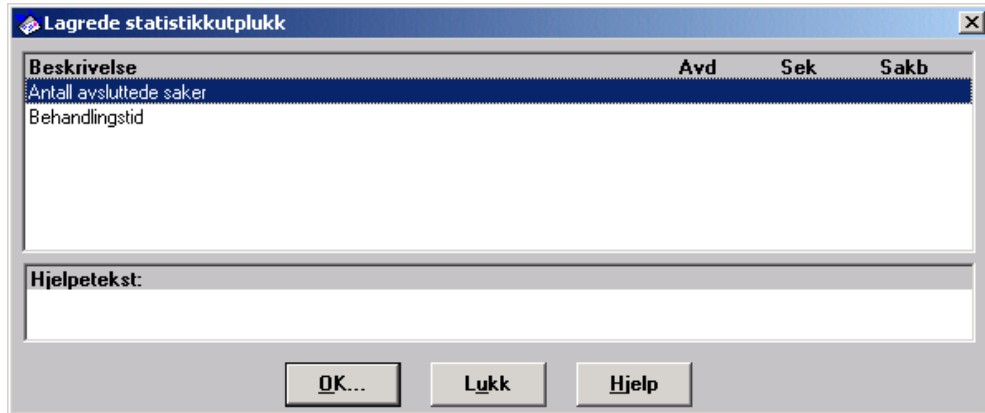 Lagrede statistikkutplukk
Beskrivelse Avd Sek Sakb
Antall avsluttede saker
Behandlingstid
Hjelpetekst:
OK... Lukk Hjelp